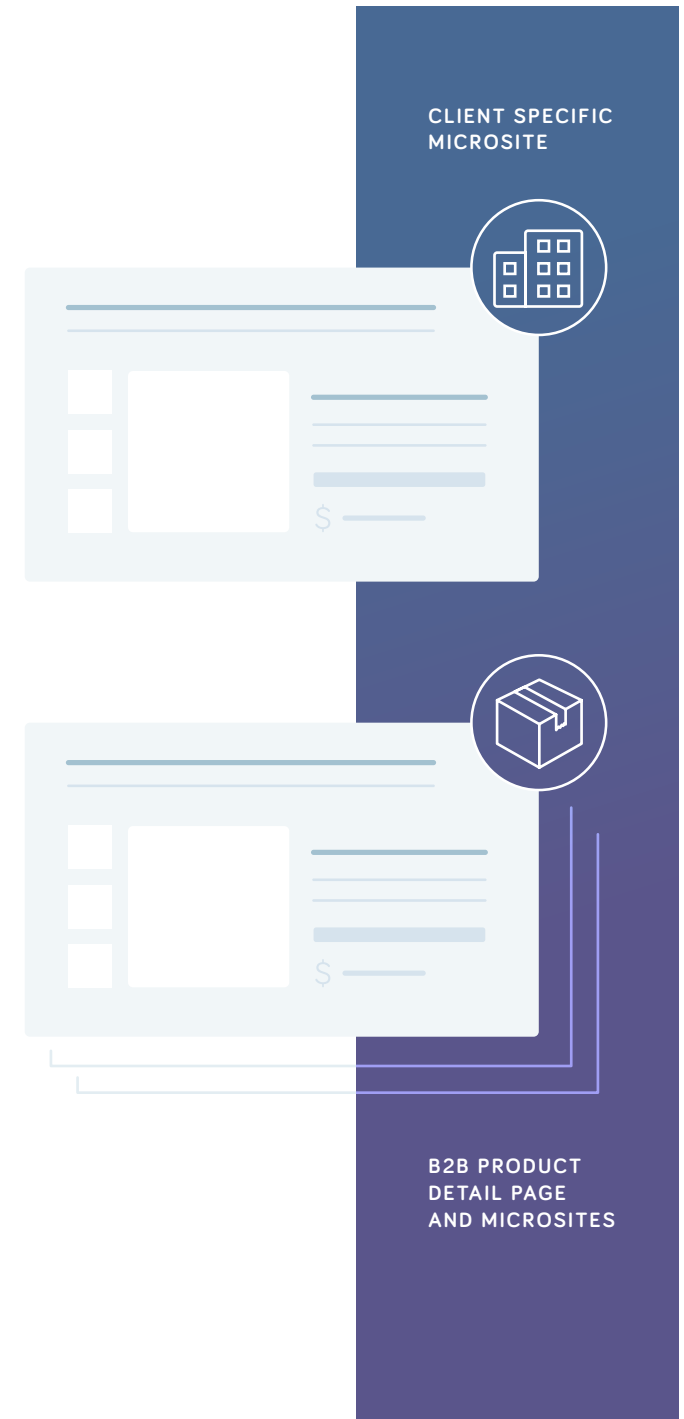 CLIENT SPECIFIC
MICROSITE
$
$
B2B PRODUCT
DETAIL PAGE
AND MICROSITES